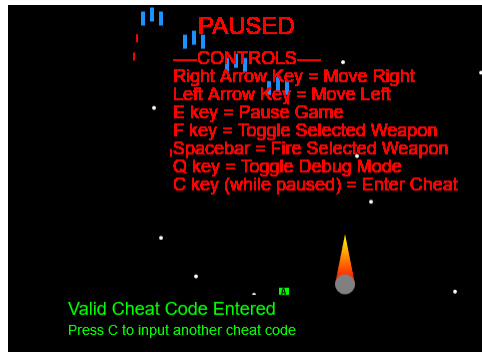 PAUSED
-----CONTROLS-----
Right Arrow Key = Move Right
Left Arrow Key = Move Left
E key = Pause Game
F key = Toggle Selected Weapon
Spacebar = Fire Selected Weapon
Q key = Toggle Debug Mode
C key (while paused) = Enter Cheat
A
Valid Cheat Code Entered
Press C to input another cheat code